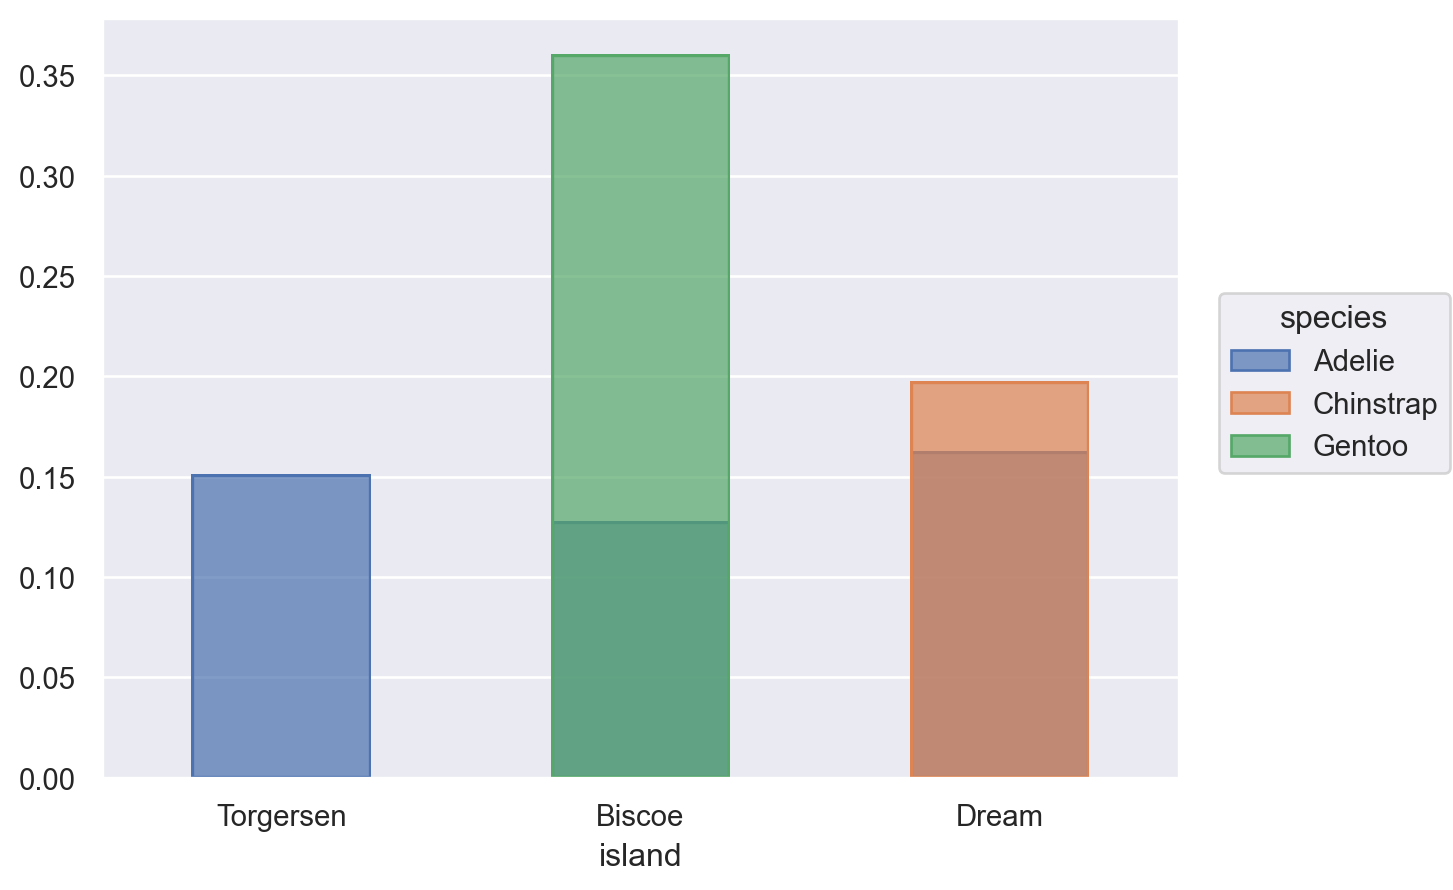 0.35
0.30
0.25
0.20
0.15
0.10
0.05
0.00
Torgersen
Biscoe
Dream
island
species
Adelie
Chinstrap
Gentoo